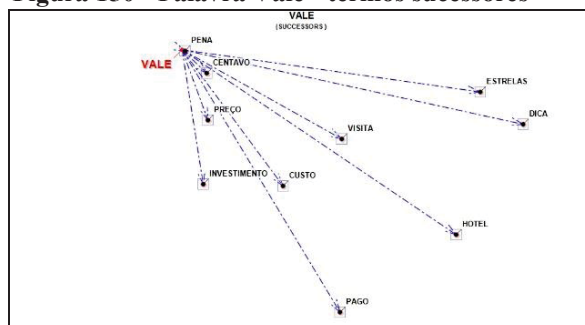 Figura 130 - Palavra Vale - termos sucessores
VALE
(SUCCESSORS)
PENA
VALE
CENTAVO
ESTRELAS
PREÇO
DICA
VISITA
INVESTIMENTO
CUSTO
HOTEL
PAGO